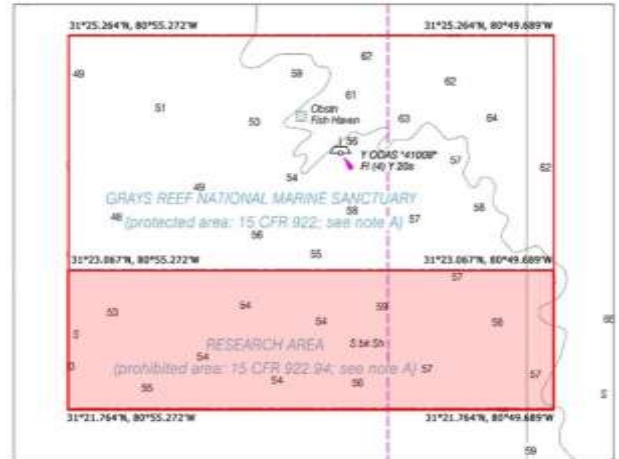 31°25.264'N, 80°55.272'W
31°25.264'N, 80°49.689'W
62
49
59
62
61
51
Obstn
Fish Haven
53
63
64
56
Y ODAS "41008"
Fl (4) Y 20s
57
62
54
49
GRAYS REEF NATIONAL MARINE SANCTUARY
58
48
(protected area: 15 CFR 922; see note A)
57
56
55
31°23.067'N, 80°55.272'W
31°23.067'N, 80°49.689'W
57
54
59
53
54
58
RESEARCH AREA
S bk Sh
54
(prohibited area: 15 CFR 922.94; see note A)
57
57
55
54
56
31°21.764'N, 80°55.272'W
31°21.764'N, 80°49.689'W
59